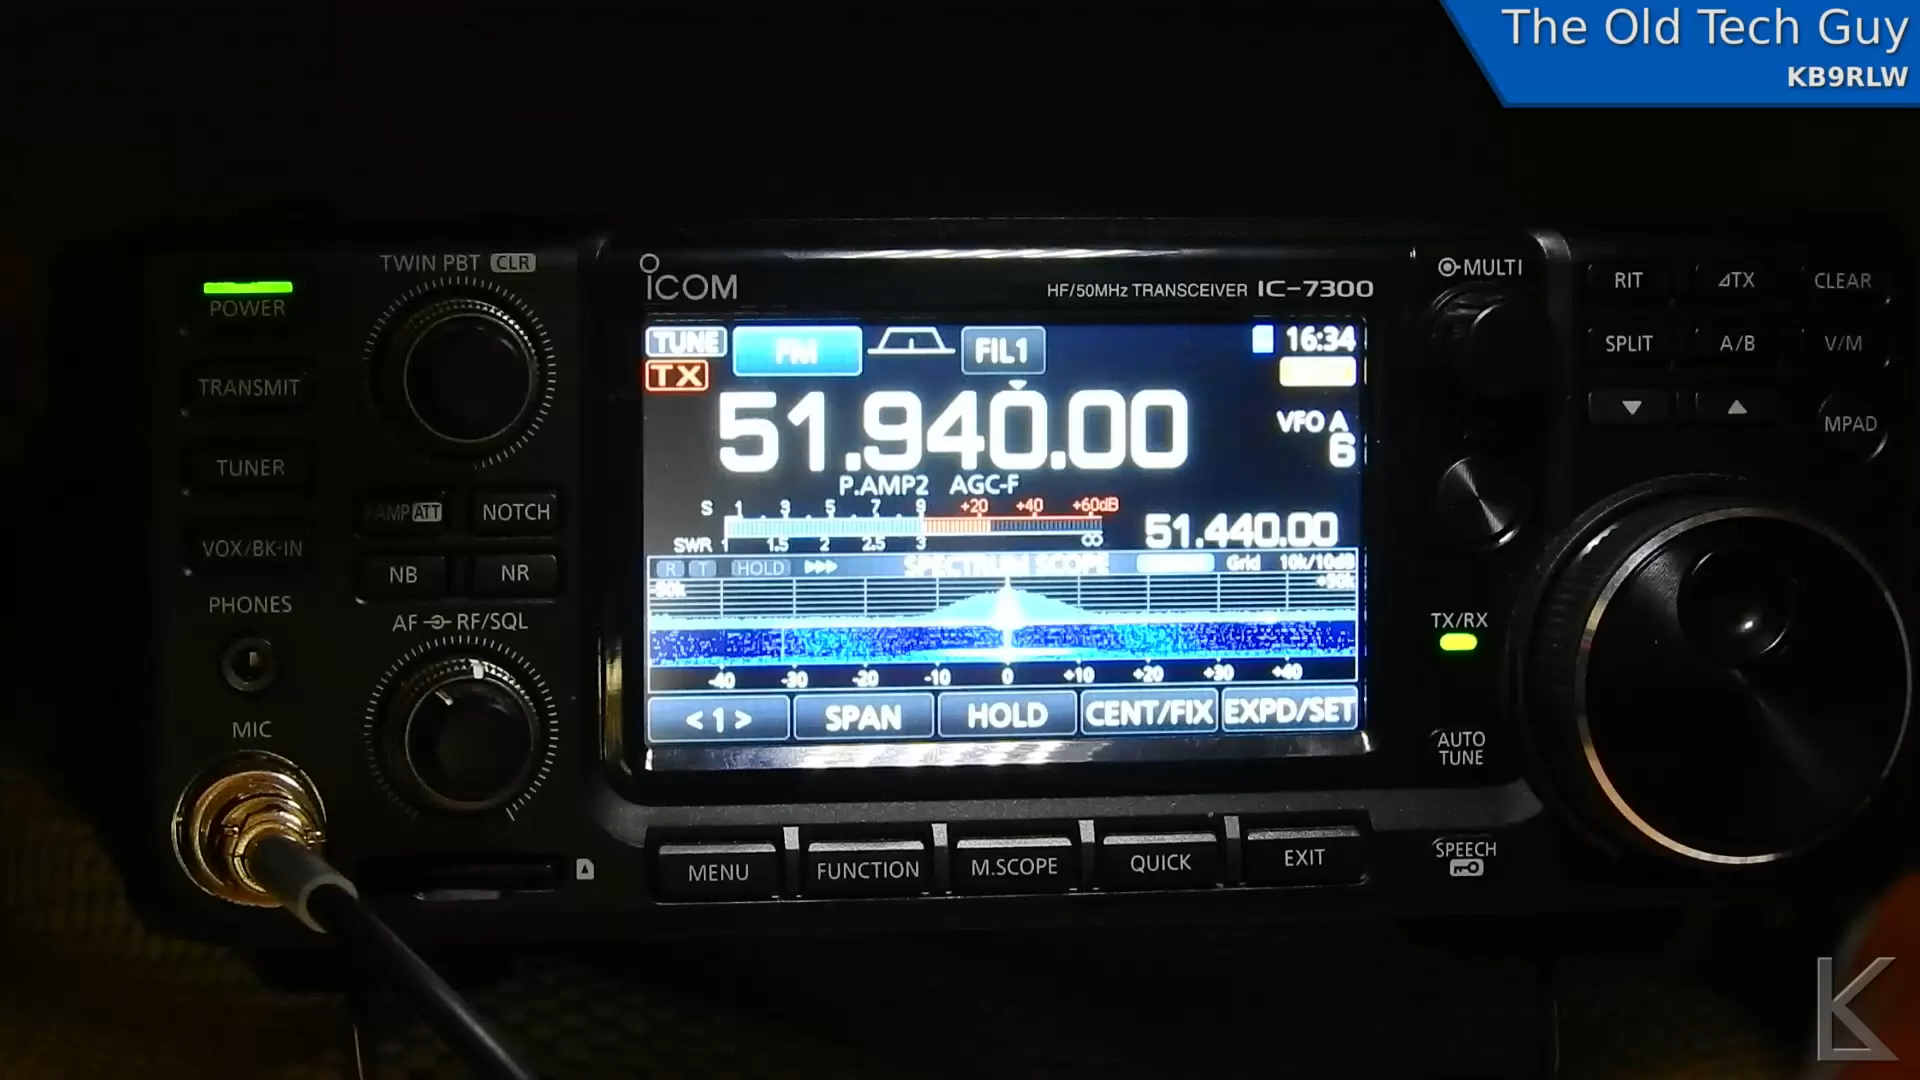 The Old Tech Guy
KB9RLW
TWIN PBT CLR
POWER
TRANSMIT
TUNER
VOX/BK-IN
P.AMP ATT
NOTCH
NB
NR
PHONES
AF RF/SQL
MIC
ICOM
HF/50MHz TRANSCEIVER IC-7300
TUNE
FM
FIL1
16:34
TX
51.940.00
VFO A
6
P.AMP2 AGC-F
S 1 3 5 7 9 +20 +40 +60dB
SWR 1 1.5 2 2.5 3 ∞
51.440.00
R T HOLD SPECTRUM SCOPE Grid 10k/10dB
+50k
-40 -30 -20 -10 0 +10 +20 +30 +40
<1> SPAN HOLD CENT/FIX EXPD/SET
MENU
FUNCTION
M.SCOPE
QUICK
EXIT
MULTI
RIT
⊿TX
CLEAR
SPLIT
A/B
V/M
MPAD
TX/RX
AUTO
TUNE
SPEECH
K